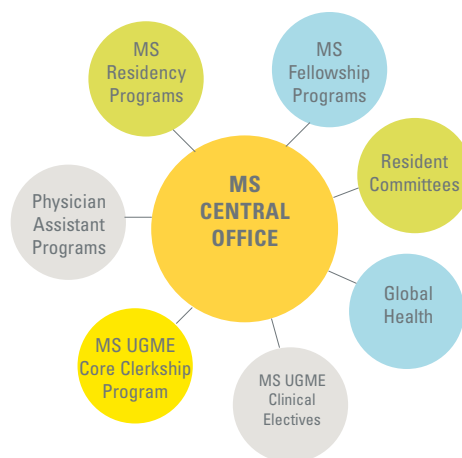 MS
Residency
Programs
MS
Fellowship
Programs
Resident
Committees
MS
CENTRAL
OFFICE
Physician
Assistant
Programs
Global
Health
MS UGME
Core Clerkship
Program
MS UGME
Clinical
Electives